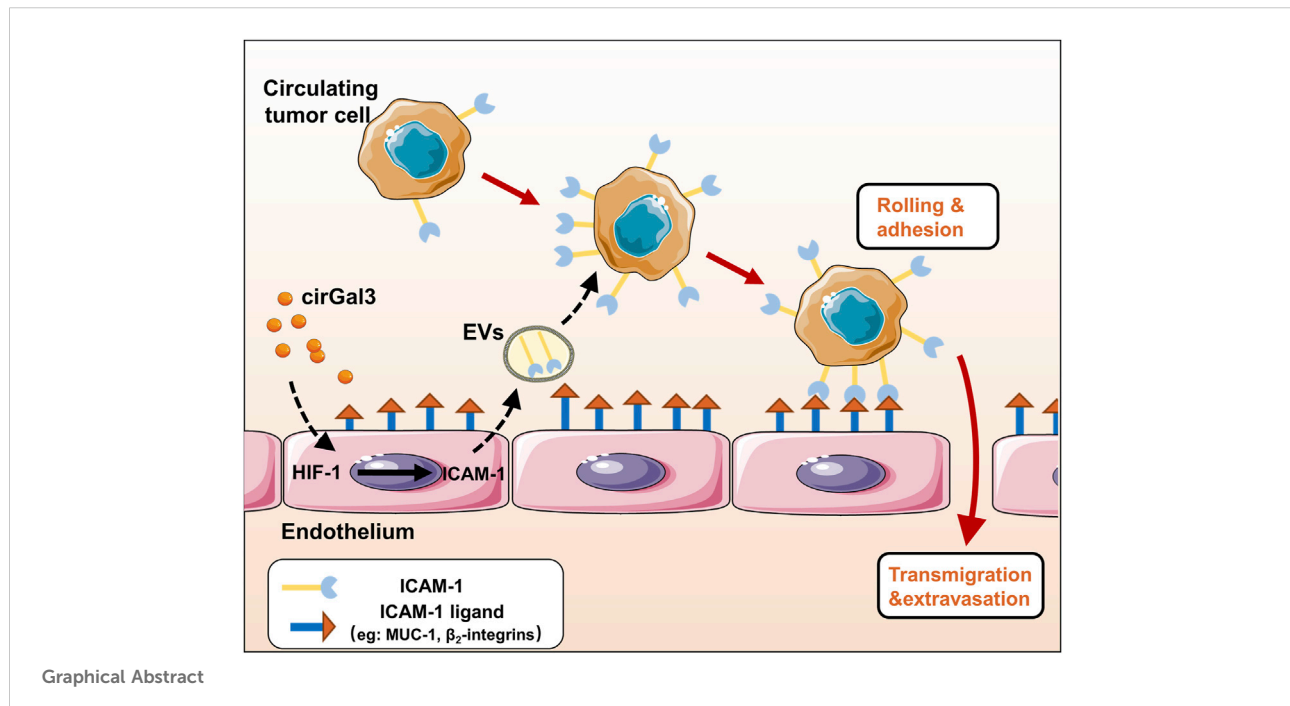 Circulating
tumor cell
Rolling &
adhesion
cirGal3
EVs
HIF-1
ICAM-1
Endothelium
Transmigration
&extravasation
ICAM-1
ICAM-1 ligand
(eg: MUC-1, β₂-integrins)
Graphical Abstract